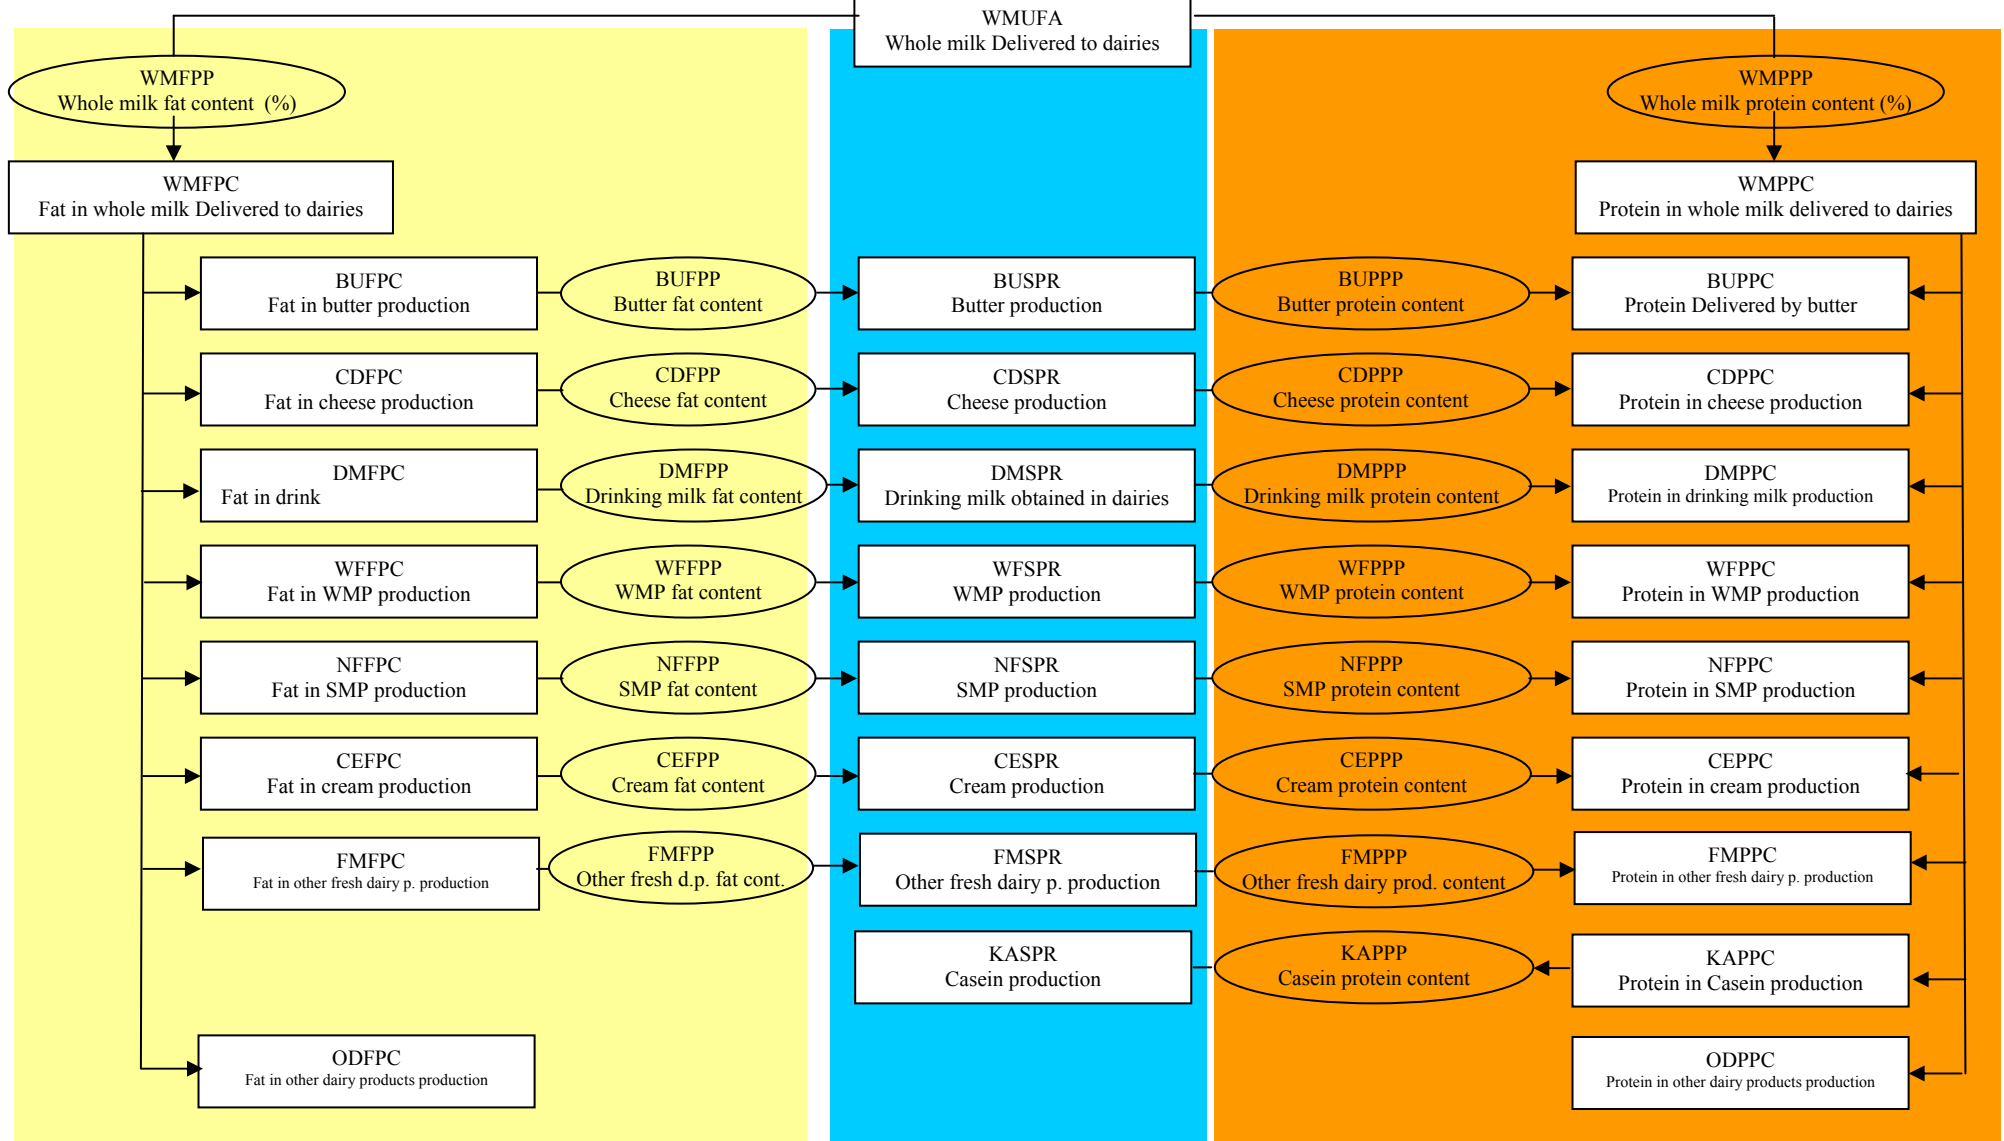 WMUFA
Whole milk Delivered to dairies
WMFPP
Whole milk fat content (%)
WMPPP
Whole milk protein content (%)
WMFPC
Fat in whole milk Delivered to dairies
WMPPC
Protein in whole milk delivered to dairies
BUFPC
Fat in butter production
BUFPP
Butter fat content
BUSPR
Butter production
BUPPP
Butter protein content
BUPPC
Protein Delivered by butter
CDFPC
Fat in cheese production
CDFPP
Cheese fat content
CDSPR
Cheese production
CDPPP
Cheese protein content
CDPPC
Protein in cheese production
DMFPC
Fat in drink
DMFPP
Drinking milk fat content
DMSPR
Drinking milk obtained in dairies
DMPPP
Drinking milk protein content
DMPPC
Protein in drinking milk production
WFFPC
Fat in WMP production
WFFPP
WMP fat content
WFSPR
WMP production
WFPPP
WMP protein content
WFPPC
Protein in WMP production
NFFPC
Fat in SMP production
NFFPP
SMP fat content
NFSPR
SMP production
NFPPP
SMP protein content
NFPPC
Protein in SMP production
CEFPC
Fat in cream production
CEFPP
Cream fat content
CESPR
Cream production
CEPPP
Cream protein content
CEPPC
Protein in cream production
FMFPC
Fat in other fresh dairy p. production
FMFPP
Other fresh d.p. fat cont.
FMSPR
Other fresh dairy p. production
FMPPP
Other fresh dairy prod. content
FMPPC
Protein in other fresh dairy p. production
KASPR
Casein production
KAPPP
Casein protein content
KAPPC
Protein in Casein production
ODFPC
Fat in other dairy products production
ODPPC
Protein in other dairy products production